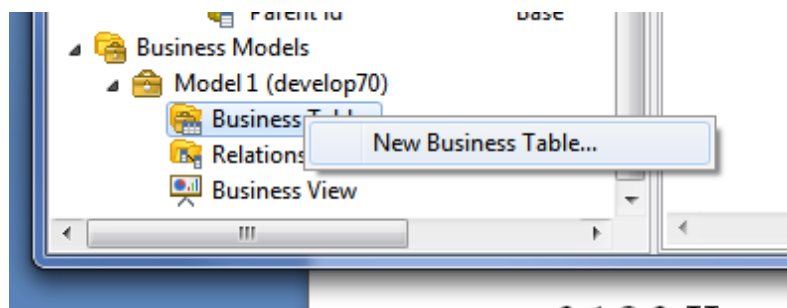 Parent Id Base
Business Models
Model 1 (develop70)
Business
New Business Table...
Relations
Business View